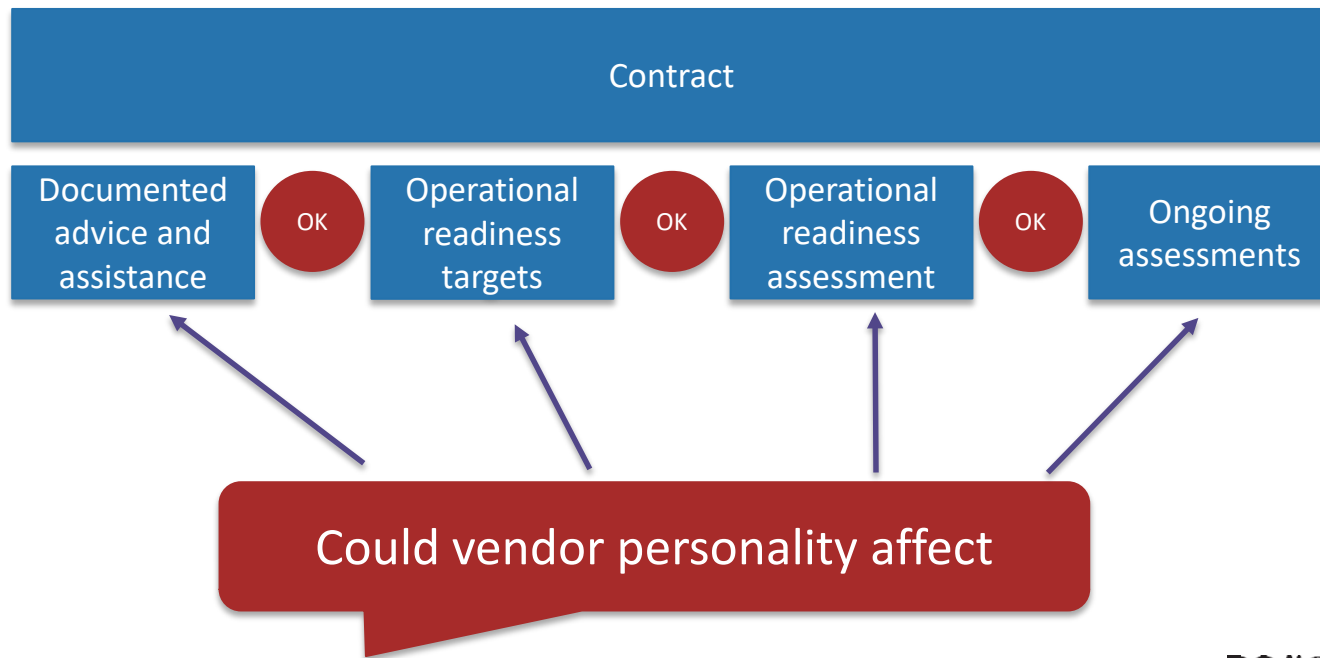 Contract
Documented
advice and
assistance
OK
Operational
readiness
targets
OK
Operational
readiness
assessment
OK
Ongoing
assessments
Could vendor personality affect